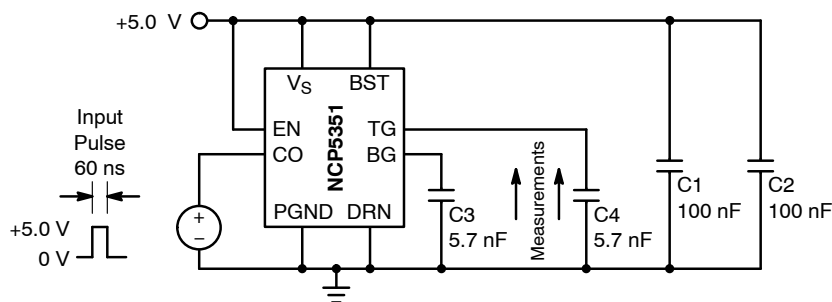 +5.0 V
VS BST
NCP5351
EN TG
CO BG
PGND DRN
Input
Pulse
60 ns
+5.0 V
0 V
+
−
C3
5.7 nF
Measurements
C4
5.7 nF
C1
100 nF
C2
100 nF